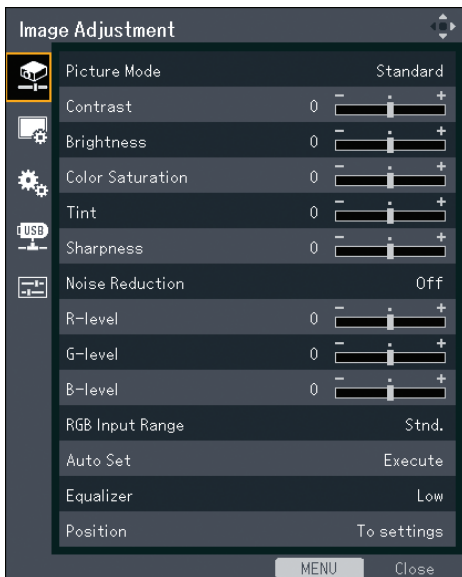 Image Adjustment
Picture Mode Standard
Contrast 0 - +
Brightness 0 - +
Color Saturation 0 - +
Tint 0 - +
USB
Sharpness 0 - +
Noise Reduction Off
R-level 0 - +
G-level 0 - +
B-level 0 - +
RGB Input Range Stnd.
Auto Set Execute
Equalizer Low
Position To settings
MENU Close